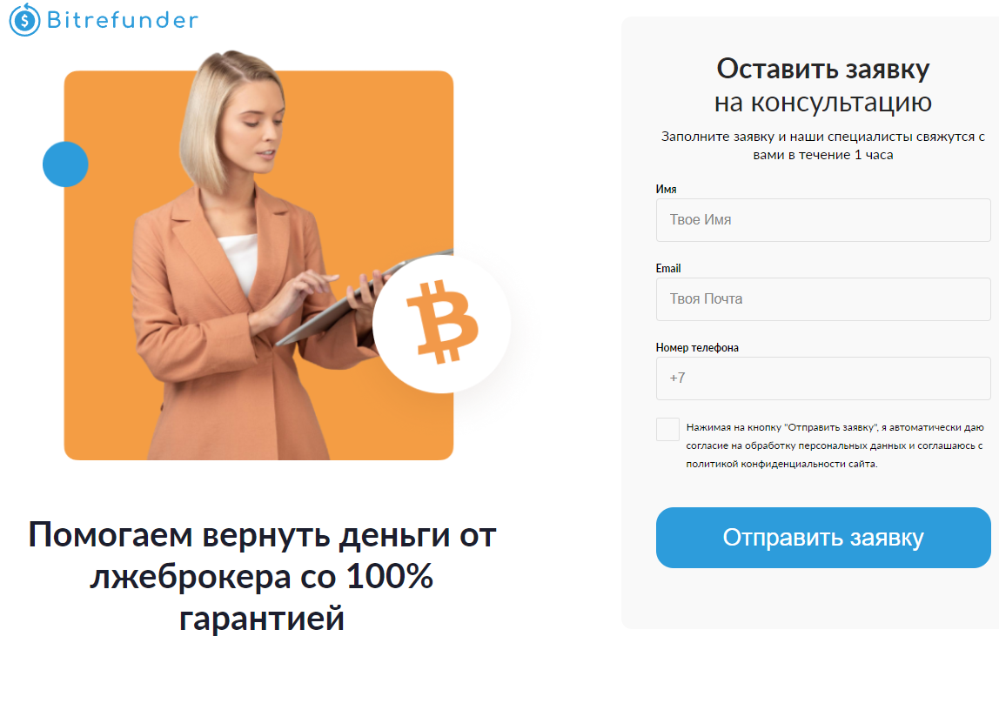 Bitrefunder
Помогаем вернуть деньги от
лжеброкера со 100%
гарантией
Оставить заявку
на консультацию
Заполните заявку и наши специалисты свяжутся с
вами в течение 1 часа
Имя
Твое Имя
Email
Твоя Почта
Номер телефона
+7
Нажимая на кнопку "Отправить заявку", я автоматически даю
согласие на обработку персональных данных и соглашаюсь с
политикой конфиденциальности сайта.
Отправить заявку